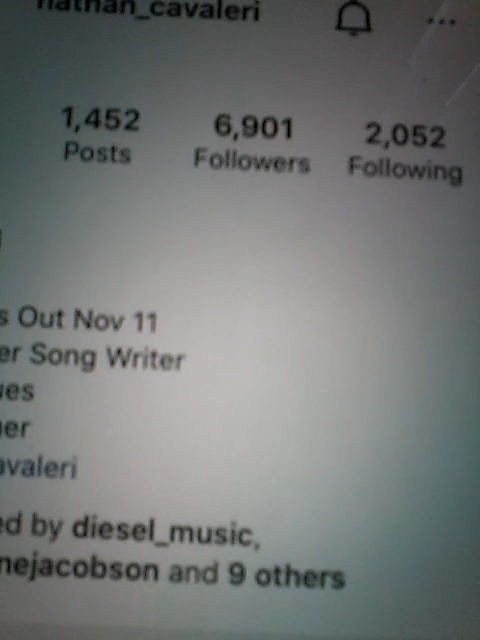 nathan_cavaleri
1,452 6,901 2,052
Posts Followers Following
s Out Nov 11
er Song Writer
ues
er
avaleri
ed by diesel_music,
nejacobson and 9 others